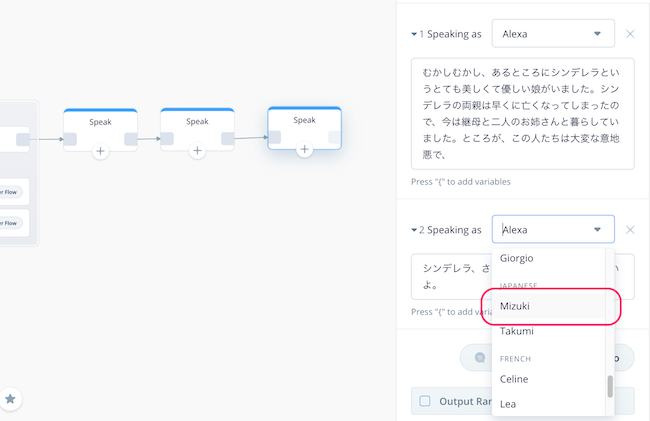 1 Speaking as
Alexa
むかしむかし、あるところにシンデレラとい
うとても美しくて優しい娘がいました。シン
デレラの両親は早くに亡くなってしまったの
で、今は継母と二人のお姉さんと暮らしてい
ました。ところが、この人たちは大変な意地
悪で、
Press "{" to add variables
Speak
Speak
Speak
er Flow
er Flow
2 Speaking as
Alexa
Giorgio
JAPANESE
Mizuki
Takumi
FRENCH
Celine
Lea
シンデレラ、さ
い
よ。
Press "{" to add varia
o
Output Ran